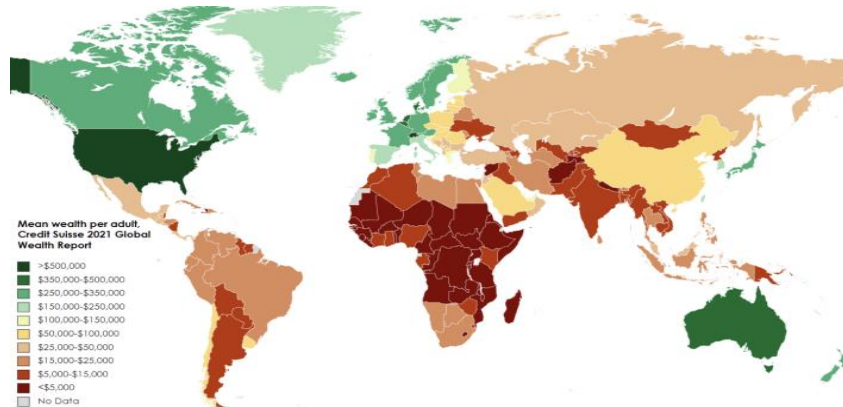 Mean wealth per adult,
Credit Suisse 2021 Global
Wealth Report
>$500,000
$350,000-$500,000
$250,000-$350,000
$150,000-$250,000
$100,000-$150,000
$50,000-$100,000
$25,000-$50,000
$15,000-$25,000
$5,000-$15,000
<$5,000
No Data